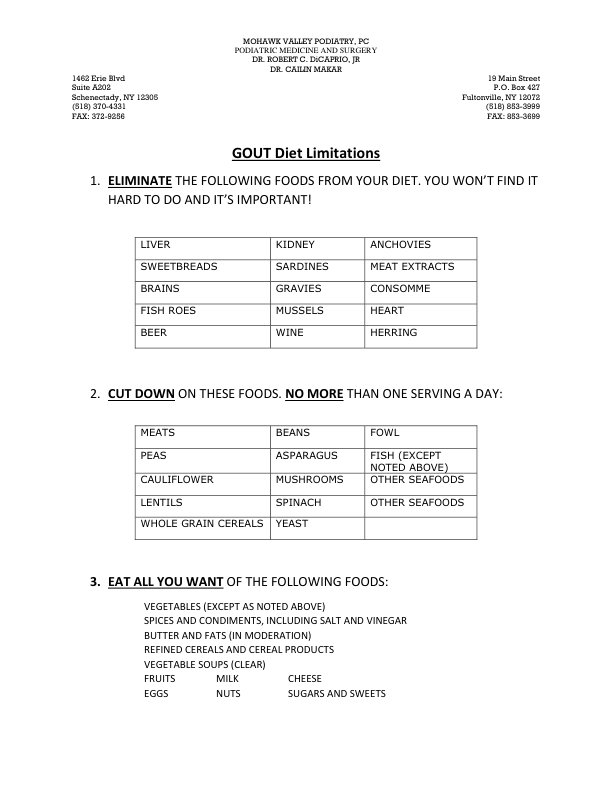 MOHAWK VALLEY PODIATRY, PC
PODIATRIC MEDICINE AND SURGERY
DR. ROBERT C. DiCAPRIO, JR
DR. CAILIN MAKAR
1462 Erie Blvd
Suite A202
Schenectady, NY 12305
(518) 370-4331
FAX: 372-9256
19 Main Street
P.O. Box 427
Fultonville, NY 12072
(518) 853-3999
FAX: 853-3699
GOUT Diet Limitations
1. ELIMINATE THE FOLLOWING FOODS FROM YOUR DIET. YOU WON'T FIND IT
HARD TO DO AND IT'S IMPORTANT!
LIVER KIDNEY ANCHOVIES
SWEETBREADS SARDINES MEAT EXTRACTS
BRAINS GRAVIES CONSOMME
FISH ROES MUSSELS HEART
BEER WINE HERRING
2. CUT DOWN ON THESE FOODS. NO MORE THAN ONE SERVING A DAY:
MEATS BEANS FOWL
PEAS ASPARAGUS FISH (EXCEPT
NOTED ABOVE)
CAULIFLOWER MUSHROOMS OTHER SEAFOODS
LENTILS SPINACH OTHER SEAFOODS
WHOLE GRAIN CEREALS YEAST
3. EAT ALL YOU WANT OF THE FOLLOWING FOODS:
VEGETABLES (EXCEPT AS NOTED ABOVE)
SPICES AND CONDIMENTS, INCLUDING SALT AND VINEGAR
BUTTER AND FATS (IN MODERATION)
REFINED CEREALS AND CEREAL PRODUCTS
VEGETABLE SOUPS (CLEAR)
FRUITS MILK CHEESE
EGGS NUTS SUGARS AND SWEETS